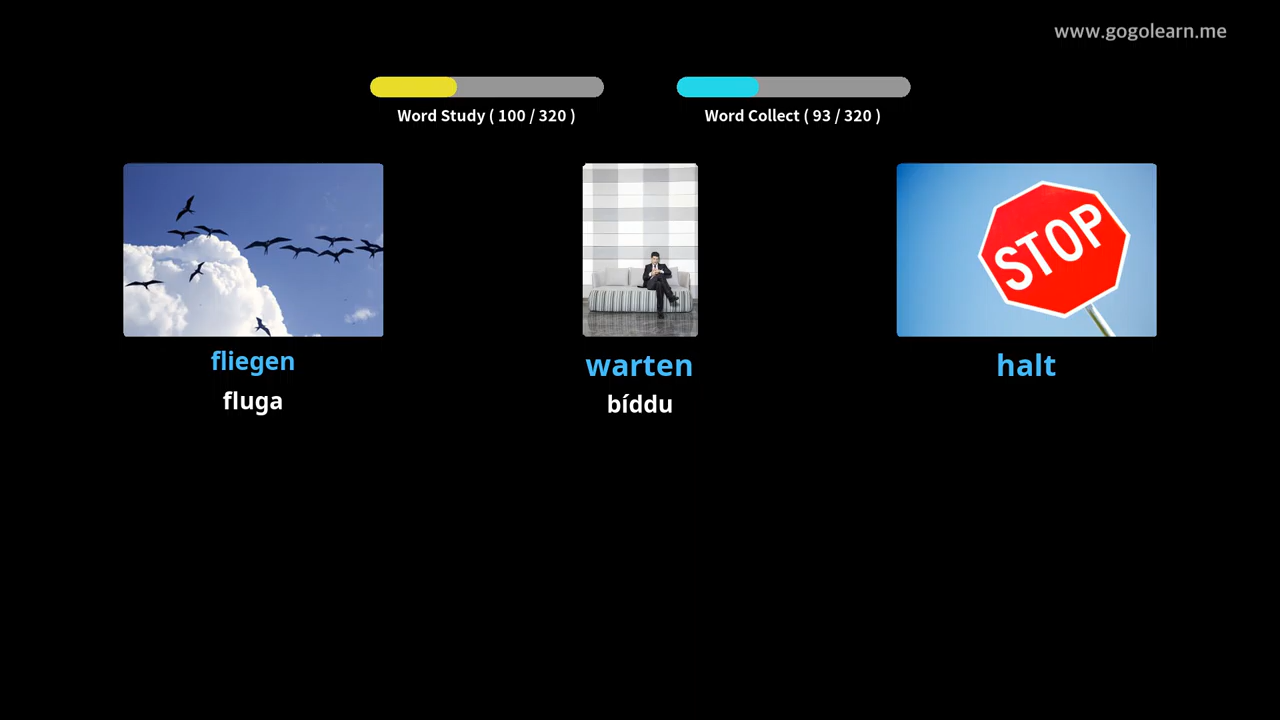 www.gogolearn.me
Word Study ( 100 / 320 )
Word Collect ( 93 / 320 )
STOP
fliegen
warten
halt
fluga
bíddu